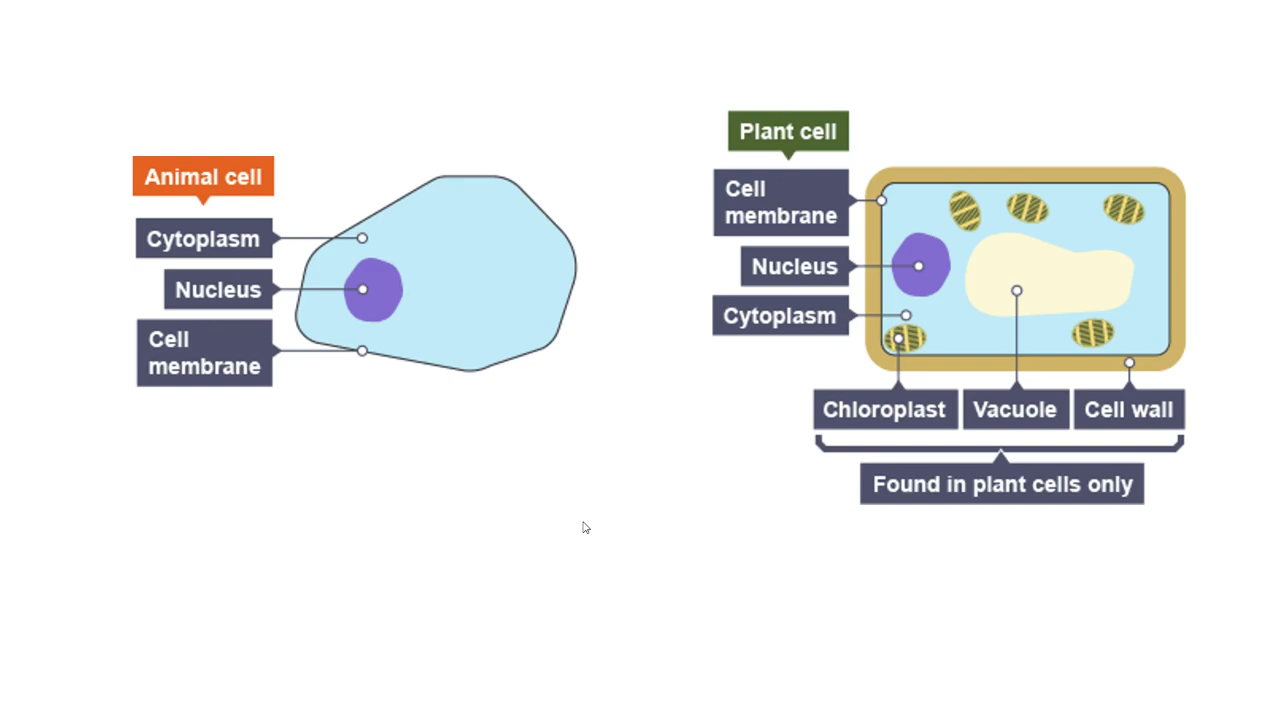 Animal cell
Cytoplasm
Nucleus
Cell
membrane
Plant cell
Cell
membrane
Nucleus
Cytoplasm
Chloroplast
Vacuole
Cell wall
Found in plant cells only